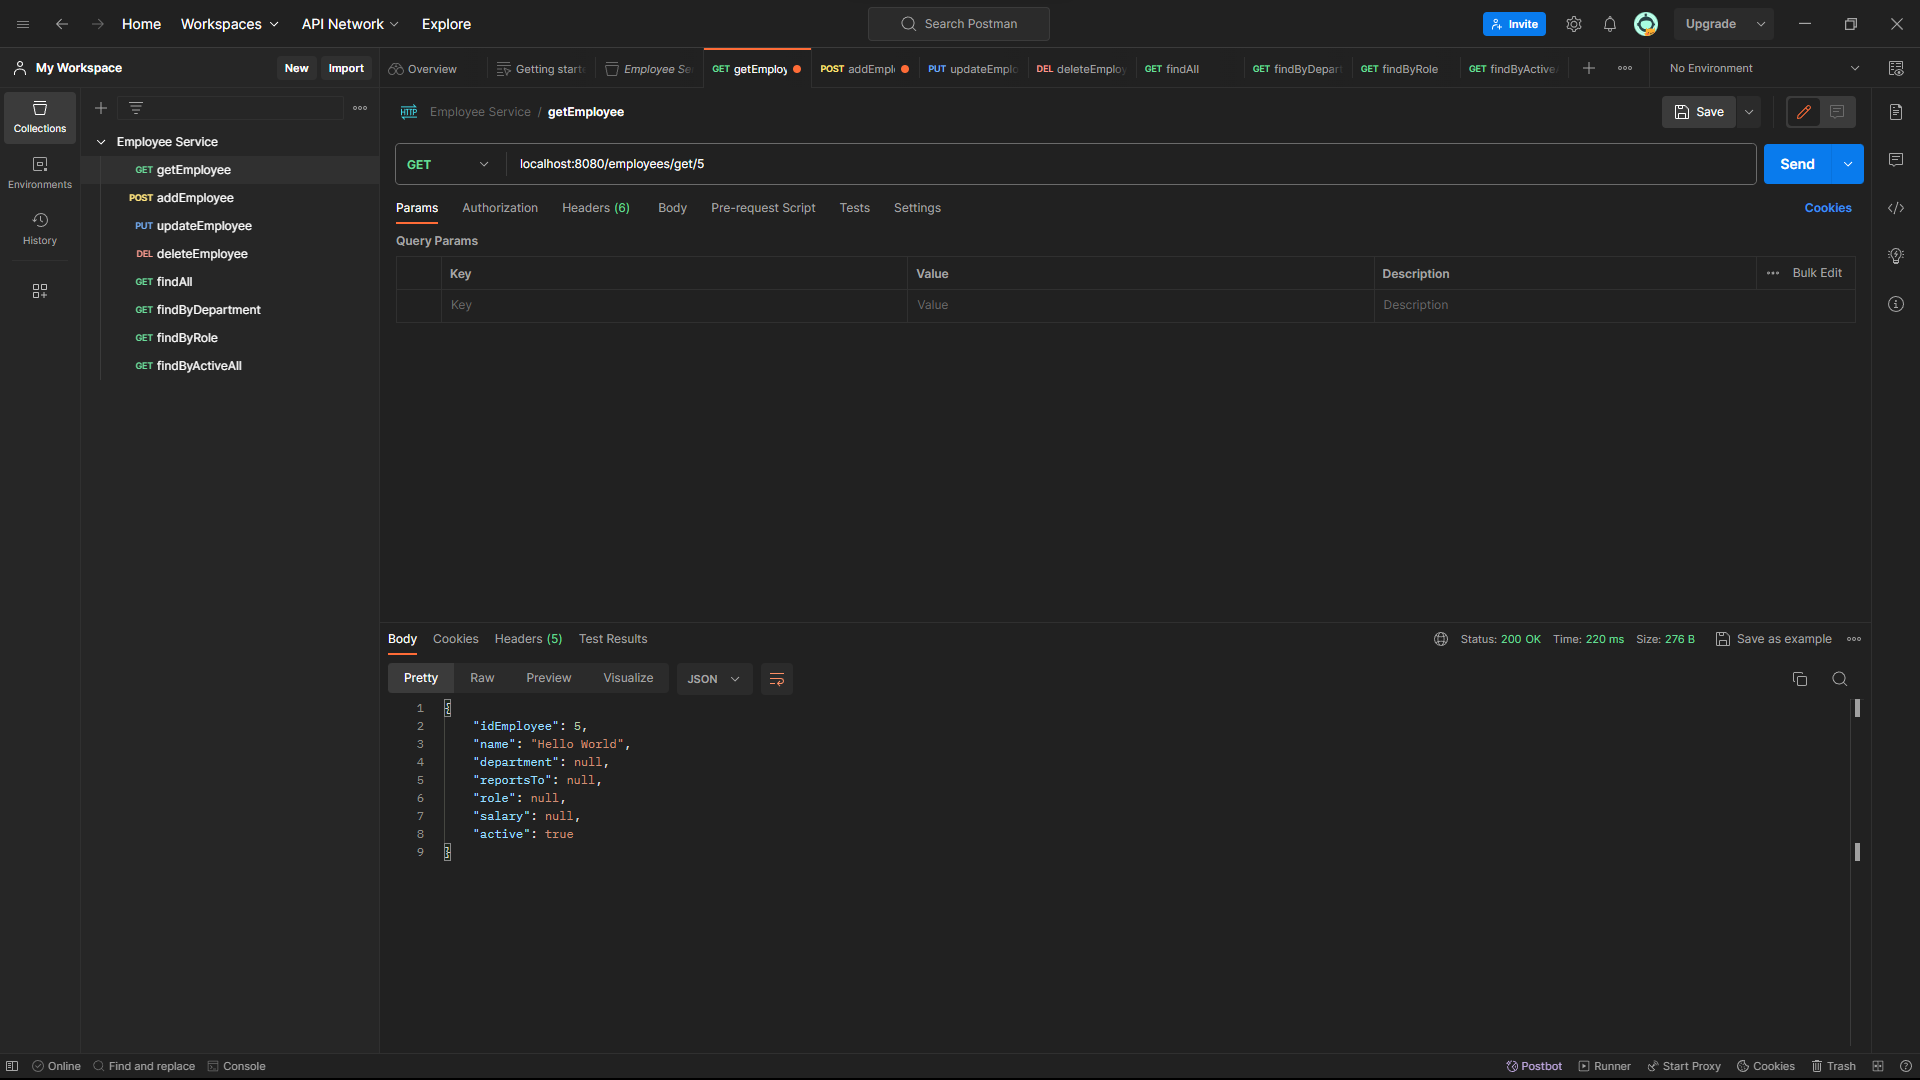 Home Workspaces API Network Explore Search Postman Invite Upgrade
My Workspace New Import
Overview Getting starte Employee Se GET getEmploy POST addEmpl PUT updateEmplo DEL deleteEmploy GET findAll GET findByDepar GET findByRole GET findByActive No Environment
Collections
Environments
History
Employee Service
GET getEmployee
POST addEmployee
PUT updateEmployee
DEL deleteEmployee
GET findAll
GET findByDepartment
GET findByRole
GET findByActiveAll
HTTP Employee Service / getEmployee Save
GET localhost:8080/employees/get/5 Send
Params Authorization Headers (6) Body Pre-request Script Tests Settings Cookies
Query Params
Key Value Description Bulk Edit
Key Value Description
Body Cookies Headers (5) Test Results Status: 200 OK Time: 220 ms Size: 276 B Save as example
Pretty Raw Preview Visualize JSON
1 {
2 "idEmployee": 5,
3 "name": "Hello World",
4 "department": null,
5 "reportsTo": null,
6 "role": null,
7 "salary": null,
8 "active": true
9 }
Online Find and replace Console Postbot Runner Start Proxy Cookies Trash